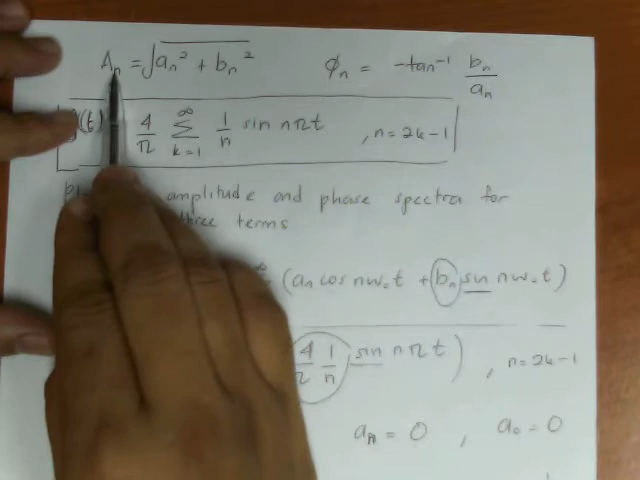 Aₙ = √aₙ² + bₙ² ϕₙ = -tan⁻¹ bₙ/aₙ
(t) 4/π ∑ k=1 ∞ 1/n sin nπt , n = 2k-1
amplitude and phase spectra for
three terms
(aₙ cos nω₀t + bₙ sin nω₀t)
4/π 1/n sin nπt) , n = 2k-1
aₙ = 0 , a₀ = 0